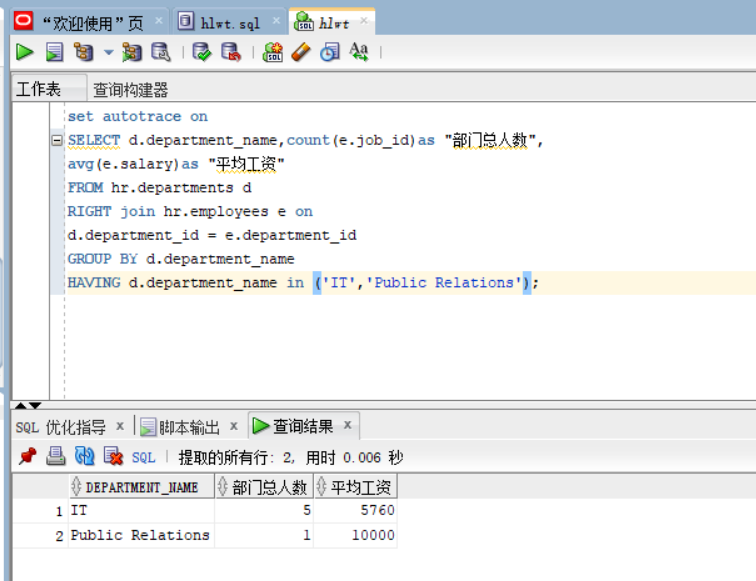 “欢迎使用”页 hlwt.sql hlwt
工作表 查询构建器
set autotrace on
SELECT d.department_name,count(e.job_id)as "部门总人数",
avg(e.salary)as "平均工资"
FROM hr.departments d
RIGHT join hr.employees e on
d.department_id = e.department_id
GROUP BY d.department_name
HAVING d.department_name in ('IT','Public Relations');
SQL 优化指导 脚本输出 查询结果
SQL 提取的所有行: 2, 用时 0.006 秒
DEPARTMENT_NAME 部门总人数 平均工资
1 IT 5 5760
2 Public Relations 1 10000